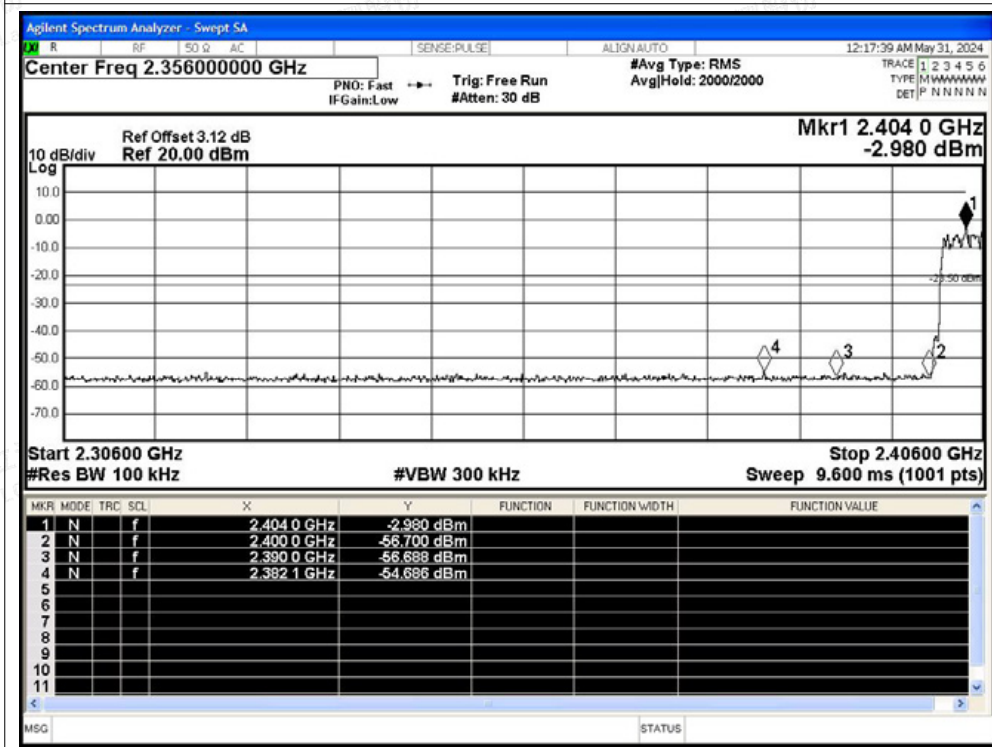 Agilent Spectrum Analyzer - Swept SA
LXI R RF 50 Ω AC SENSE:PULSE ALIGN AUTO 12:17:39 AM May 31, 2024
Center Freq 2.356000000 GHz #Avg Type: RMS TRACE 1 2 3 4 5 6
PNO: Fast Trig: Free Run Avg|Hold: 2000/2000 TYPE M WWWWW
IFGain:Low #Atten: 30 dB DET P N N N N N
Mkr1 2.404 0 GHz
Ref Offset 3.12 dB
10 dB/div Ref 20.00 dBm -2.980 dBm
Log
10.0
0.00
-10.0
-20.0
-30.0
-40.0
-50.0
-60.0
-70.0
1
-23.50 dBm
4 3 2
Start 2.30600 GHz Stop 2.40600 GHz
#Res BW 100 kHz #VBW 300 kHz Sweep 9.600 ms (1001 pts)
MKR MODE TRC SCL X Y FUNCTION FUNCTION WIDTH FUNCTION VALUE
1 N f 2.404 0 GHz -2.980 dBm
2 N f 2.400 0 GHz -56.700 dBm
3 N f 2.390 0 GHz -56.688 dBm
4 N f 2.382 1 GHz -54.686 dBm
5
6
7
8
9
10
11
MSG STATUS